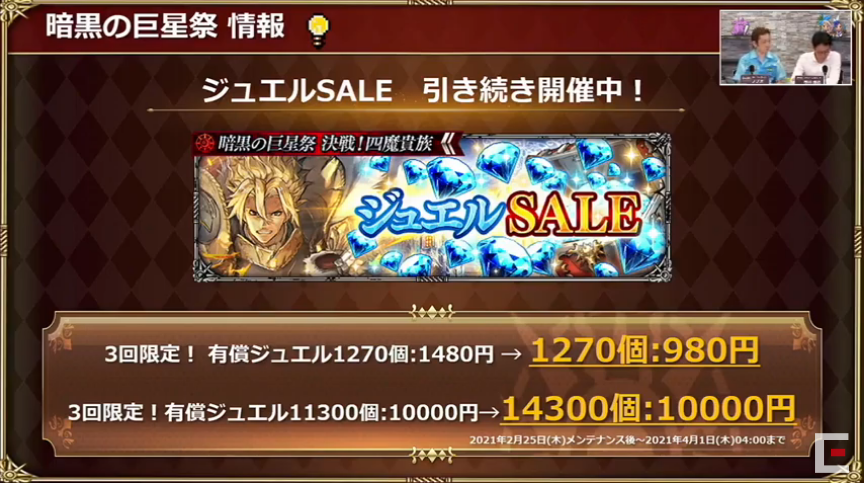 暗黒の巨星祭 情報
ジュエルSALE 引き続き開催中！
暗黒の巨星祭 決戦！四魔貴族
ジュエルSALE
3回限定！ 有償ジュエル1270個:1480円 → 1270個:980円
3回限定！有償ジュエル11300個:10000円→14300個:10000円
2021年2月25日(木)メンテナンス後～2021年4月1日(木)04:00まで